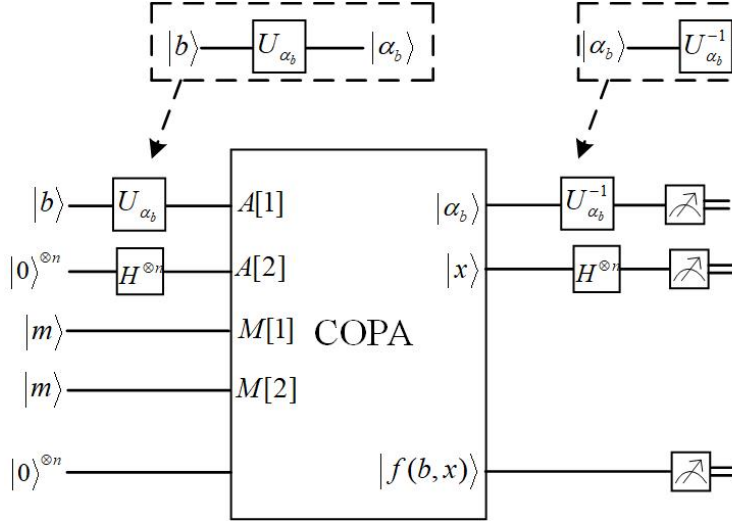 |b⟩ U_{α_b} |α_b⟩ |α_b⟩ U_{α_b}^{-1}
|b⟩ U_{α_b} A[1] |α_b⟩ U_{α_b}^{-1}
|0⟩^{⊗n} H^{⊗n} A[2] |x⟩ H^{⊗n}
|m⟩ M[1] COPA
|m⟩ M[2]
|0⟩^{⊗n} |f(b,x)⟩